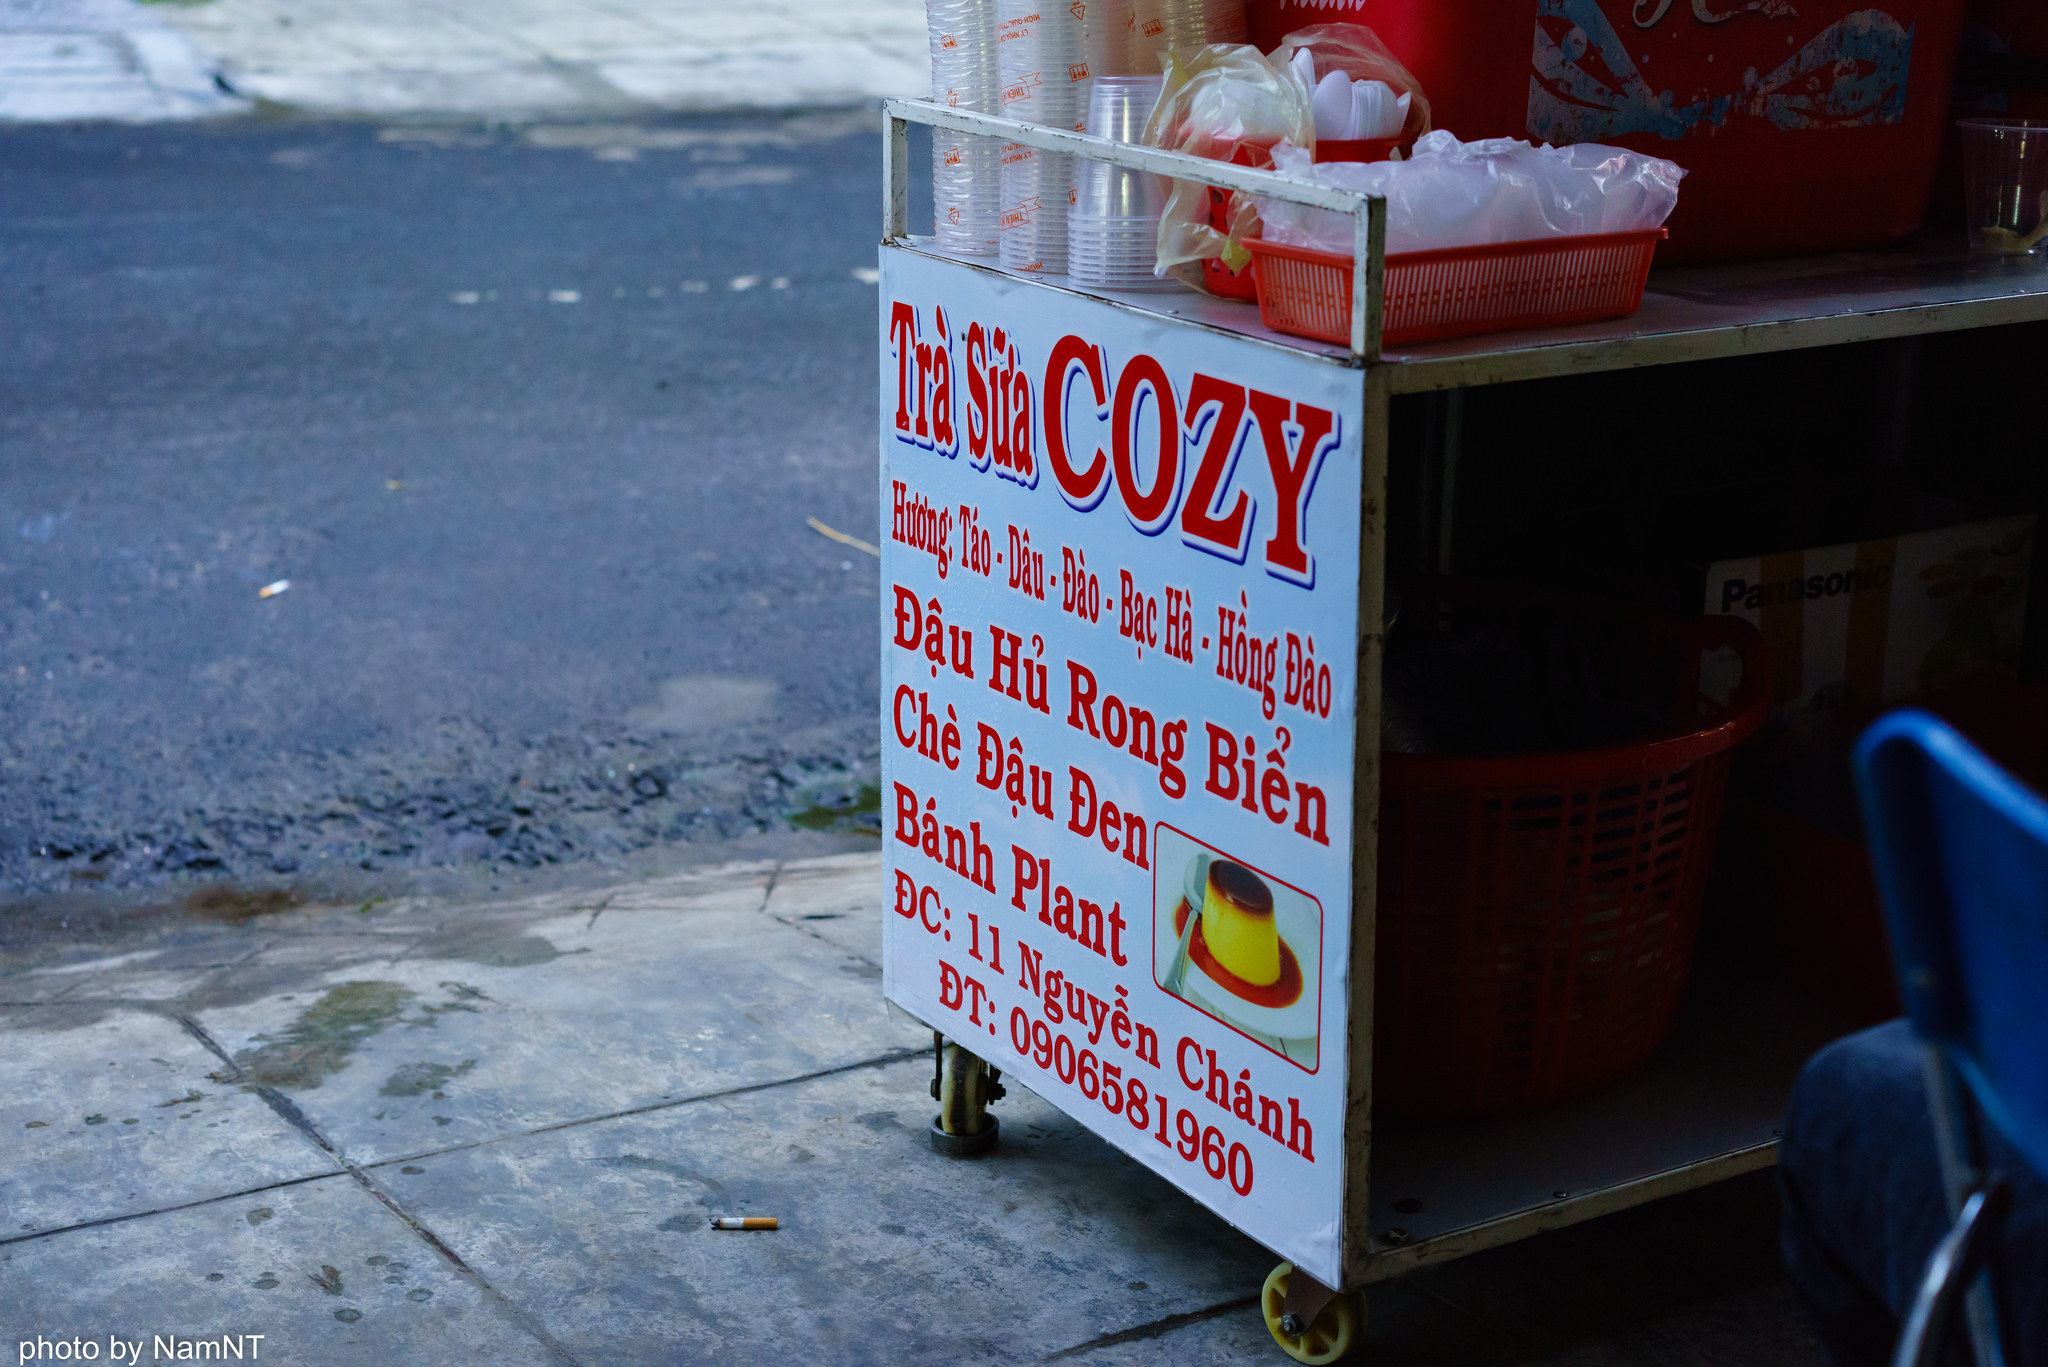 Trà Sữa COZY
Hương: Táo - Dâu - Đào - Bạc Hà - Hồng Đào
Đậu Hủ Rong Biển
Chè Đậu Đen
Bánh Plant
ĐC: 11 Nguyễn Chánh
ĐT: 0906581960
Panasonic
photo by NamNT